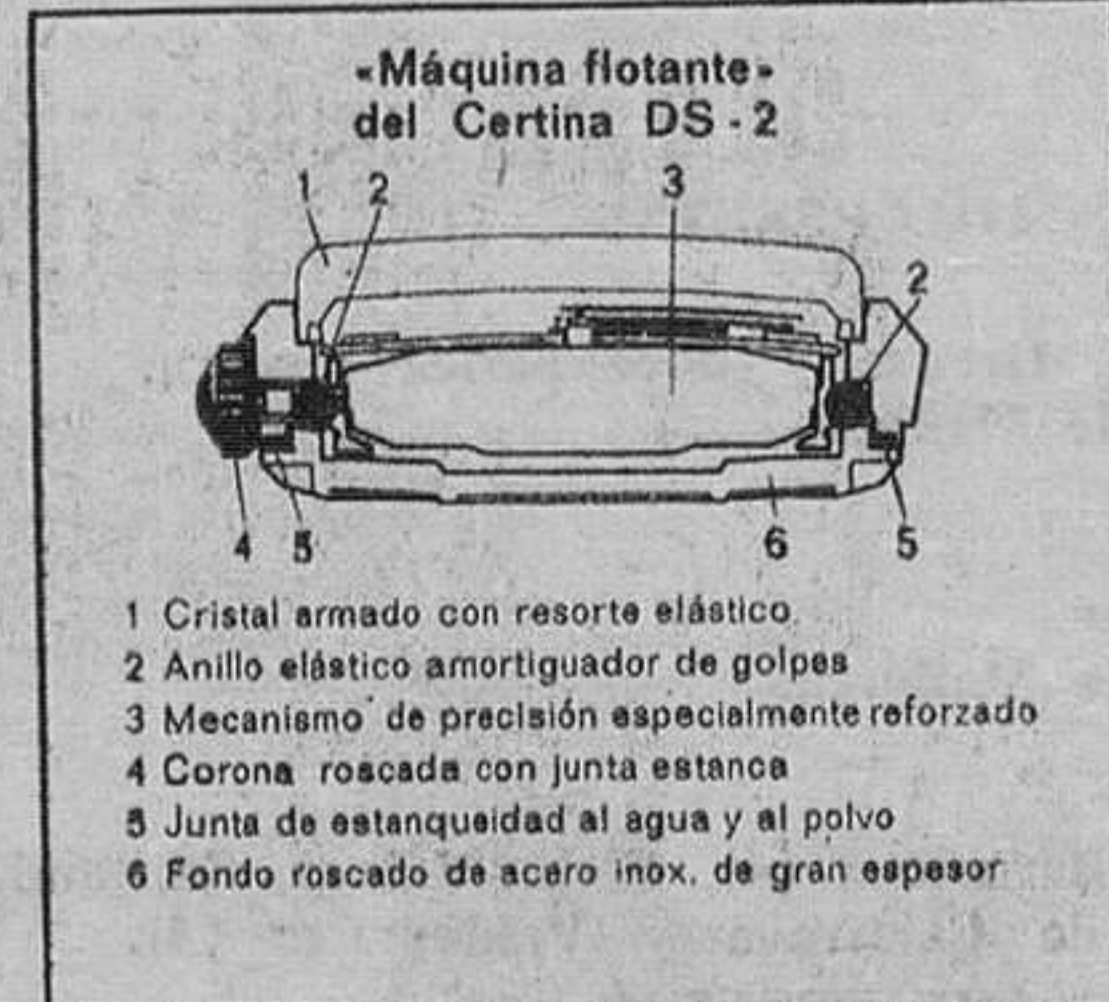 «Máquina flotante»
del Certina DS - 2
1 2 3
2
4 5 6 5
1 Cristal armado con resorte elástico.
2 Anillo elástico amortiguador de golpes
3 Mecanismo de precisión especialmente reforzado
4 Corona roscada con junta estanca
5 Junta de estanqueidad al agua y al polvo
6 Fondo roscado de acero inox. de gran espesor